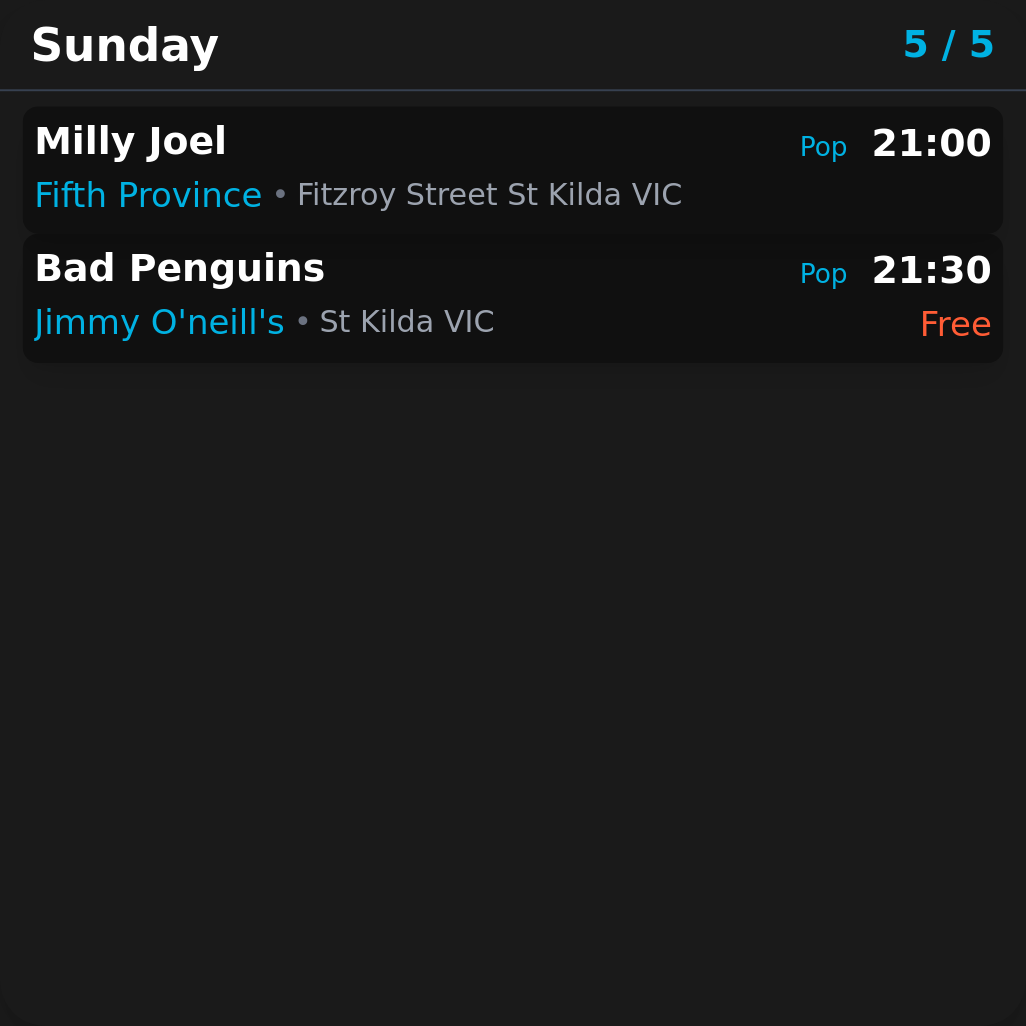 Sunday 5 / 5
Milly Joel Pop 21:00
Fifth Province • Fitzroy Street St Kilda VIC
Bad Penguins Pop 21:30
Jimmy O'neill's • St Kilda VIC Free